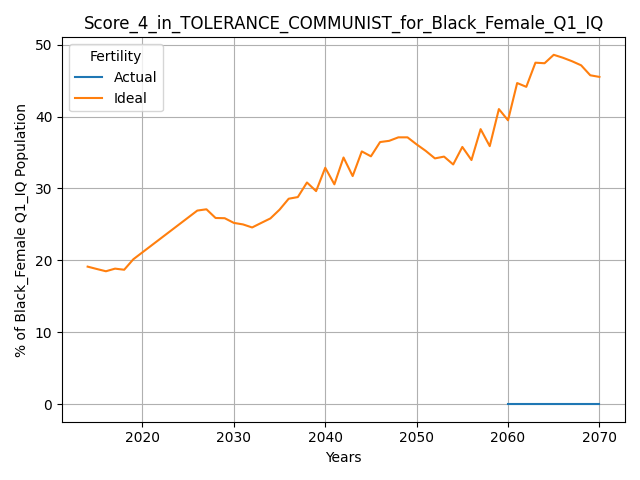 Score_4_in_TOLERANCE_COMMUNIST_for_Black_Female_Q1_IQ
Fertility
Actual
Ideal
% of Black_Female Q1_IQ Population
50
40
30
20
10
0
2020 2030 2040 2050 2060 2070
Years